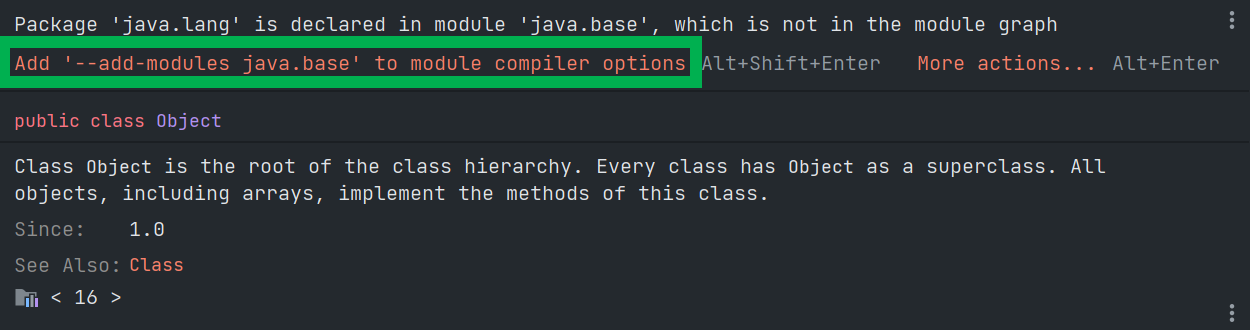 Package 'java.lang' is declared in module 'java.base', which is not in the module graph
Add '--add-modules java.base' to module compiler options Alt+Shift+Enter More actions... Alt+Enter
public class Object
Class Object is the root of the class hierarchy. Every class has Object as a superclass. All
objects, including arrays, implement the methods of this class.
Since: 1.0
See Also: Class
< 16 >